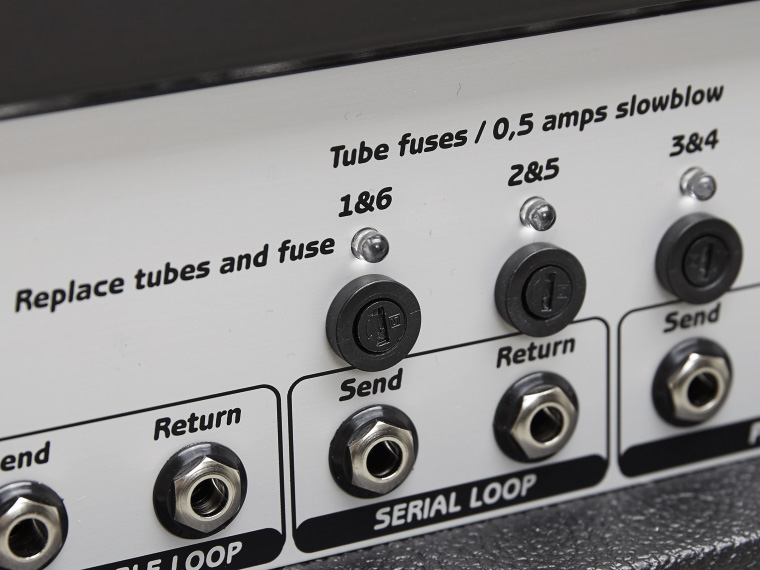 Tube fuses / 0,5 amps slowblow
1&6 2&5 3&4
Replace tubes and fuse
Send Return Send
Return
SERIAL LOOP
LOOP